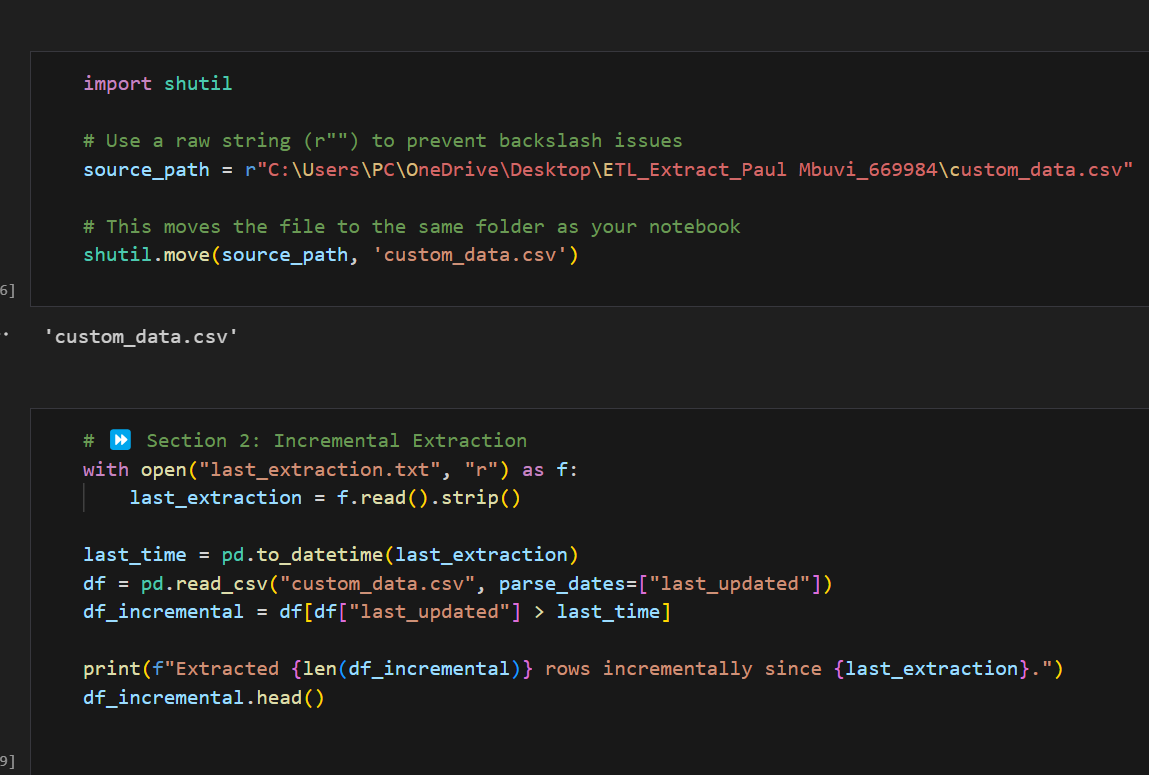 import shutil
# Use a raw string (r"") to prevent backslash issues
source_path = r"C:\Users\PC\OneDrive\Desktop\ETL_Extract_Paul Mbuvi_669984\custom_data.csv"
# This moves the file to the same folder as your notebook
shutil.move(source_path, 'custom_data.csv')
6]
'custom_data.csv'
# ⏩ Section 2: Incremental Extraction
with open("last_extraction.txt", "r") as f:
    last_extraction = f.read().strip()
last_time = pd.to_datetime(last_extraction)
df = pd.read_csv("custom_data.csv", parse_dates=["last_updated"])
df_incremental = df[df["last_updated"] > last_time]
print(f"Extracted {len(df_incremental)} rows incrementally since {last_extraction}.")
df_incremental.head()
9]